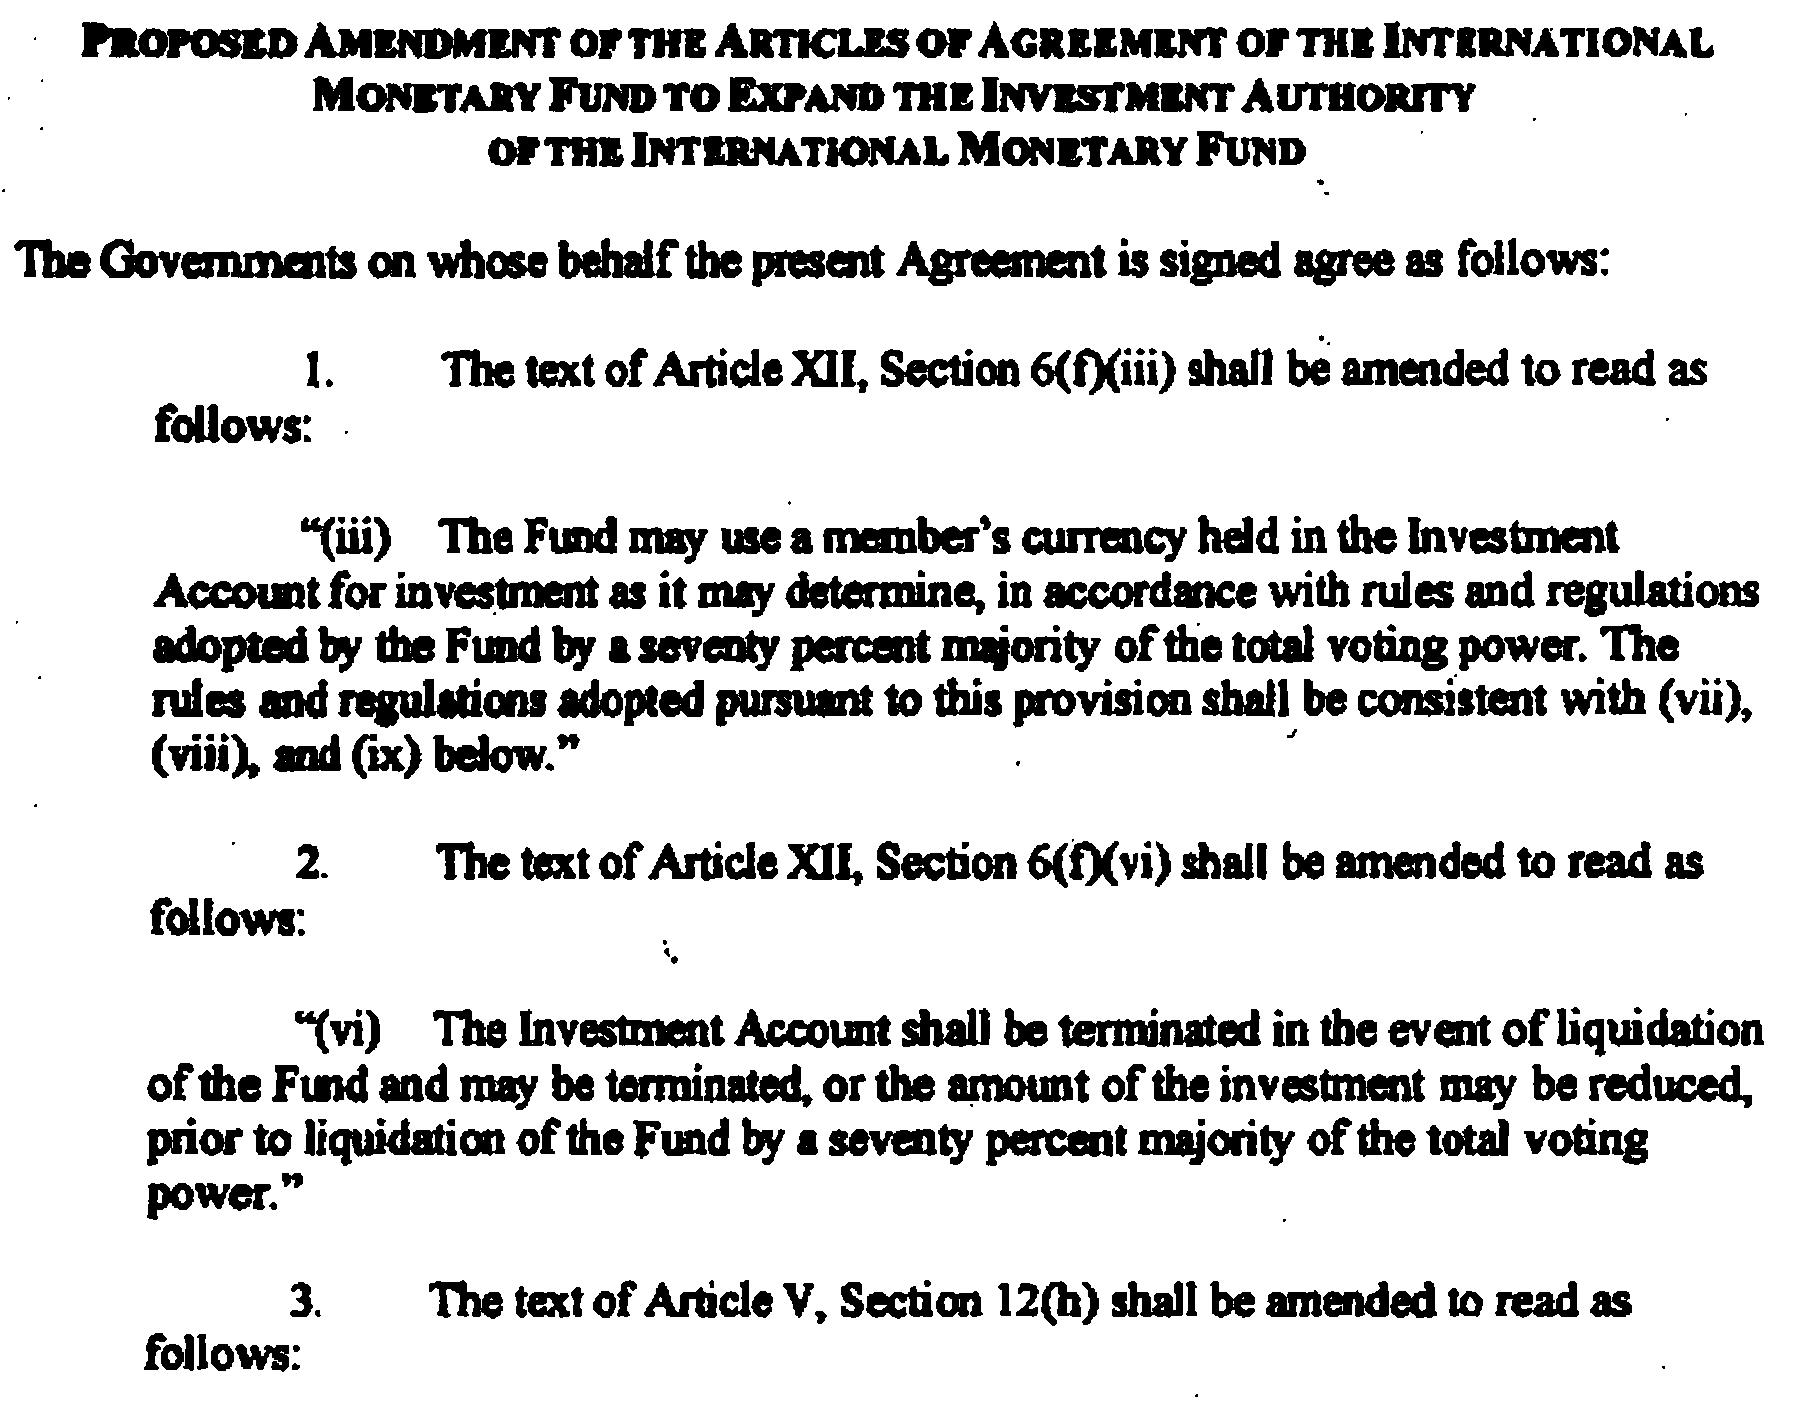 PROPOSED AMENDMENT OF THE ARTICLES OF AGREEMENT OF THE INTERNATIONAL
MONETARY FUND TO EXPAND THE INVESTMENT AUTHORITY
OF THE INTERNATIONAL MONETARY FUND
The Governments on whose behalf the present Agreement is signed agree as follows:
1. The text of Article XII, Section 6(f)(iii) shall be amended to read as
follows:
“(iii) The Fund may use a member’s currency held in the Investment
Account for investment as it may determine, in accordance with rules and regulations
adopted by the Fund by a seventy percent majority of the total voting power. The
rules and regulations adopted pursuant to this provision shall be consistent with (vii),
(viii), and (ix) below.”
2. The text of Article XII, Section 6(f)(vi) shall be amended to read as
follows:
“(vi) The Investment Account shall be terminated in the event of liquidation
of the Fund and may be terminated, or the amount of the investment may be reduced,
prior to liquidation of the Fund by a seventy percent majority of the total voting
power.”
3. The text of Article V, Section 12(h) shall be amended to read as
follows: